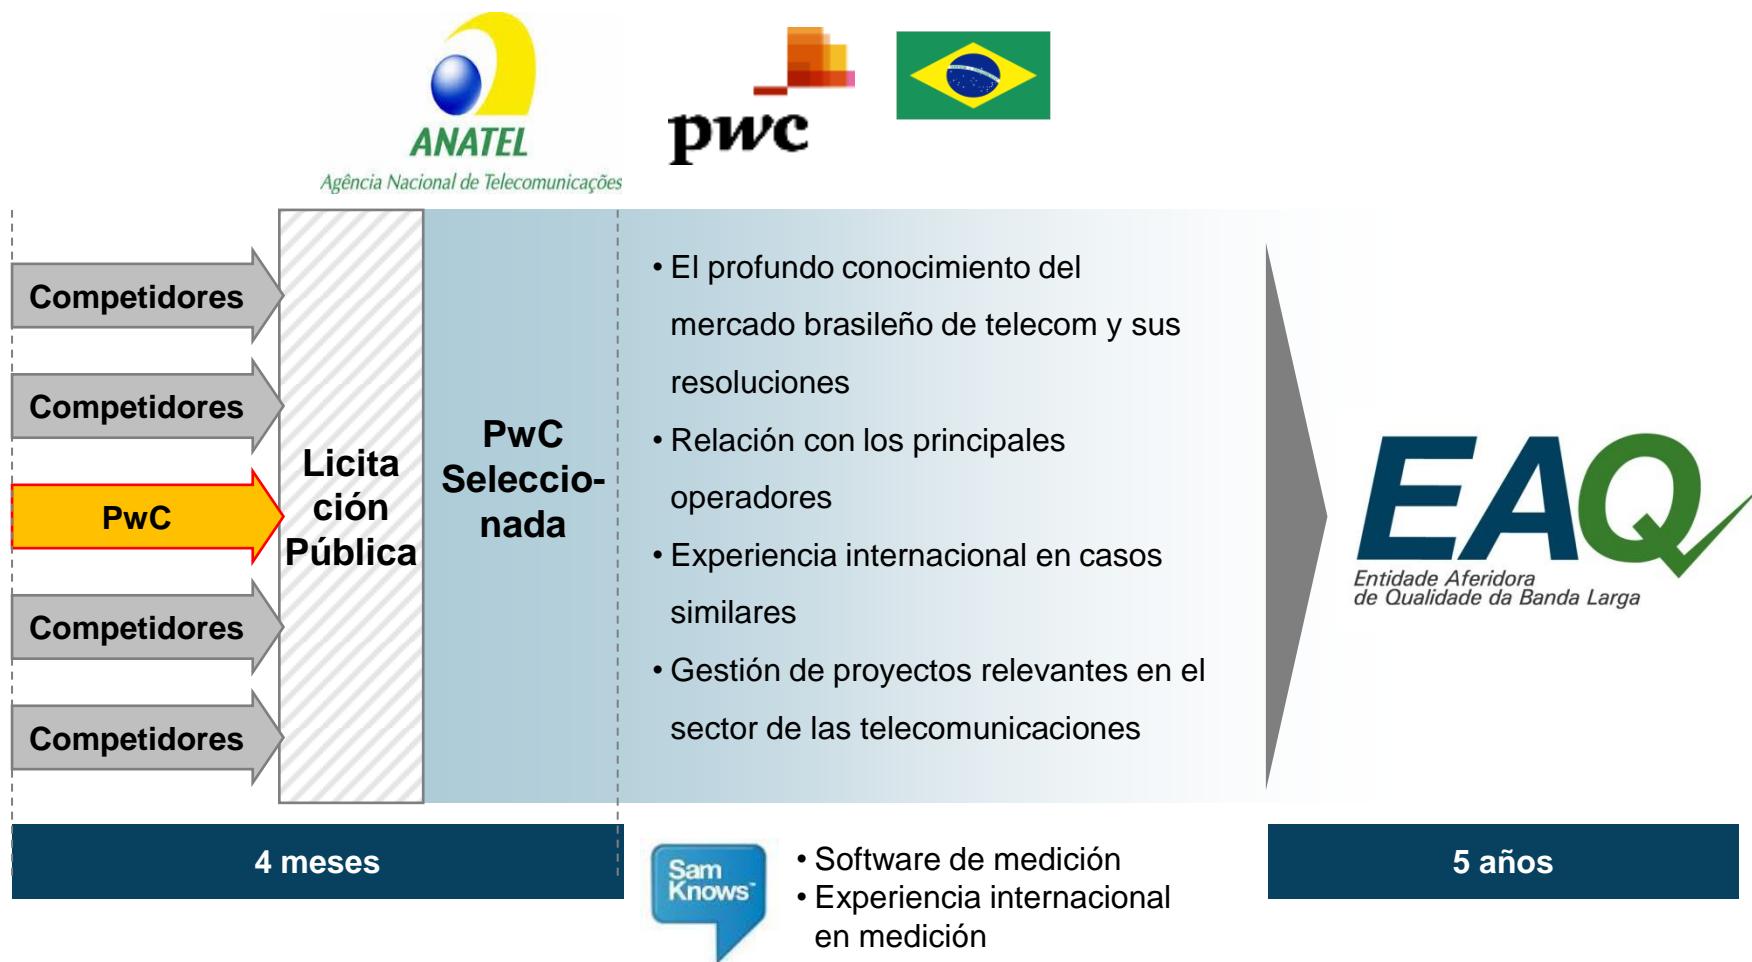 ANATEL
Agência Nacional de Telecomunicações
pwc
Competidores
Competidores
PwC
Competidores
Competidores
Licita
ción
Pública
PwC
Seleccio-
nada
• El profundo conocimiento del
mercado brasileño de telecom y sus
resoluciones
• Relación con los principales
operadores
• Experiencia internacional en casos
similares
• Gestión de proyectos relevantes en el
sector de las telecomunicaciones
EAQ
Entidade Aferidora
de Qualidade da Banda Larga
4 meses
Sam
Knows™
• Software de medición
• Experiencia internacional
en medición
5 años